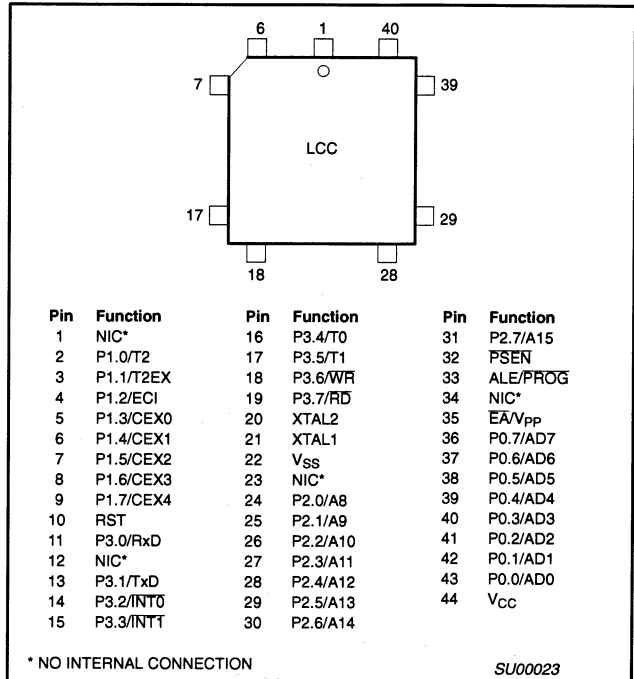 6 1 40
7 39
LCC
17 29
18 28
Pin Function Pin Function Pin Function
1 NIC* 16 P3.4/T0 31 P2.7/A15
2 P1.0/T2 17 P3.5/T1 32 P̅S̅E̅N̅
3 P1.1/T2EX 18 P3.6/W̅R̅ 33 ALE/P̅R̅O̅G̅
4 P1.2/ECI 19 P3.7/R̅D̅ 34 NIC*
5 P1.3/CEX0 20 XTAL2 35 E̅A̅/VPP
6 P1.4/CEX1 21 XTAL1 36 P0.7/AD7
7 P1.5/CEX2 22 VSS 37 P0.6/AD6
8 P1.6/CEX3 23 NIC* 38 P0.5/AD5
9 P1.7/CEX4 24 P2.0/A8 39 P0.4/AD4
10 RST 25 P2.1/A9 40 P0.3/AD3
11 P3.0/RxD 26 P2.2/A10 41 P0.2/AD2
12 NIC* 27 P2.3/A11 42 P0.1/AD1
13 P3.1/TxD 28 P2.4/A12 43 P0.0/AD0
14 P3.2/I̅N̅T̅0̅ 29 P2.5/A13 44 VCC
15 P3.3/I̅N̅T̅1̅ 30 P2.6/A14
* NO INTERNAL CONNECTION
SU00023